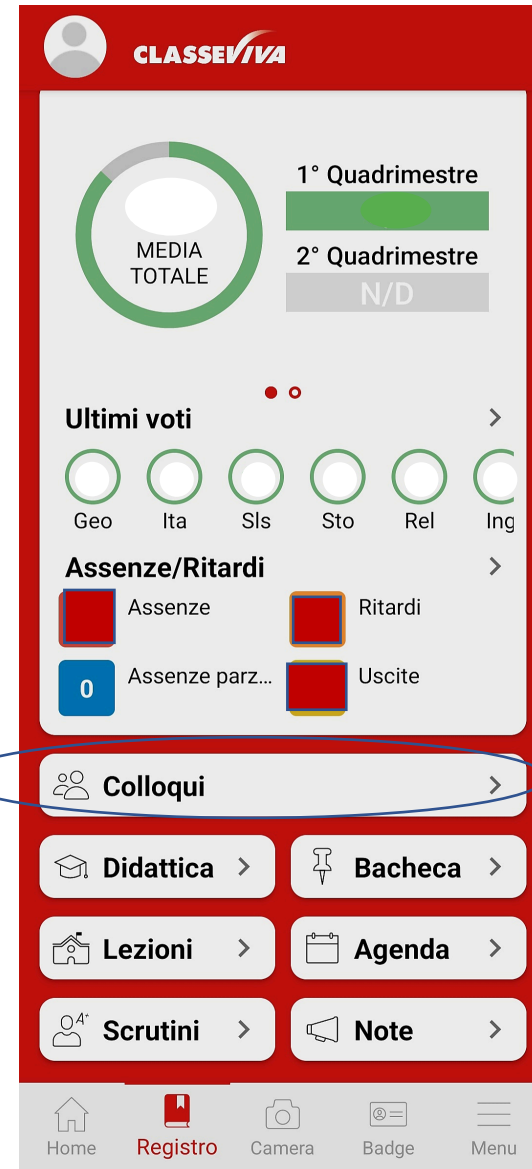 CLASSEVIVA
1° Quadrimestre
MEDIA
TOTALE
2° Quadrimestre
N/D
Ultimi voti
Geo Ita Sls Sto Rel Ing
Assenze/Ritardi
Assenze Ritardi
0 Assenze parz... Uscite
Colloqui
Didattica Bacheca
Lezioni Agenda
A+
Scrutini Note
Home Registro Camera Badge Menu